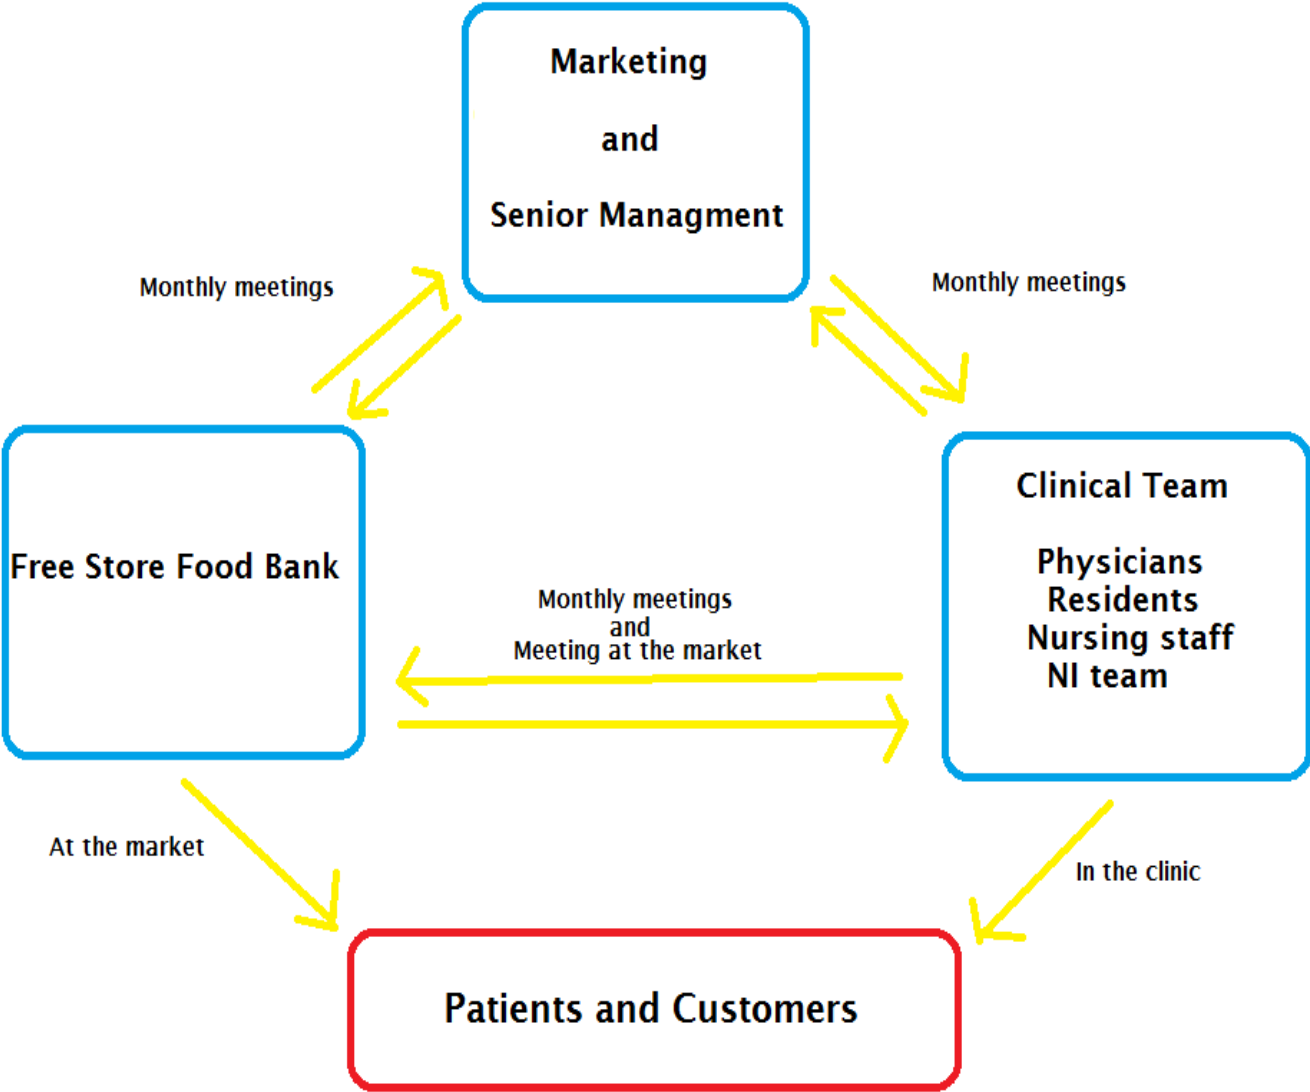 Marketing
and
Senior Managment
Monthly meetings
Monthly meetings
Free Store Food Bank
Clinical Team
Physicians
Residents
Nursing staff
NI team
Monthly meetings
and
Meeting at the market
At the market
In the clinic
Patients and Customers